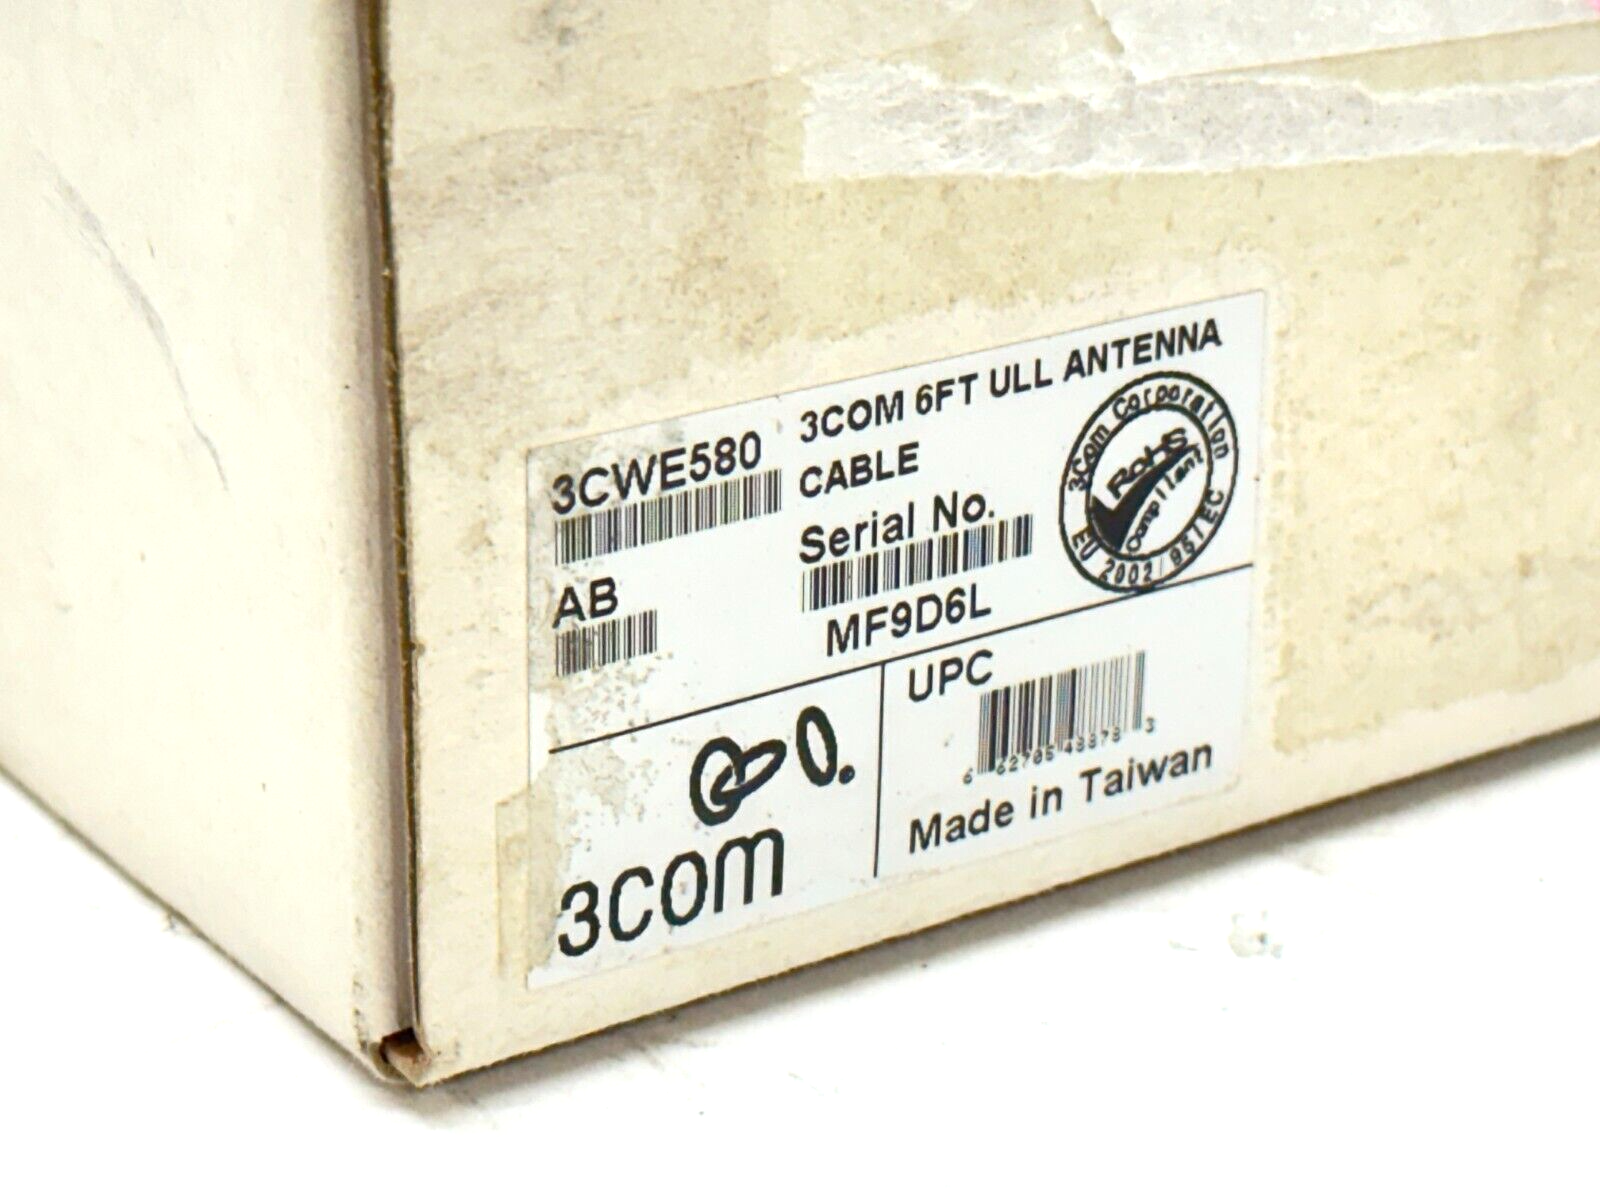 3CWE580
3COM 6FT ULL ANTENNA
CABLE
Serial No.
MF9D6L
AB
3Com Corporation
RoHS
Compliant
EU 2002/95/EC
3COM
UPC
Made in Taiwan